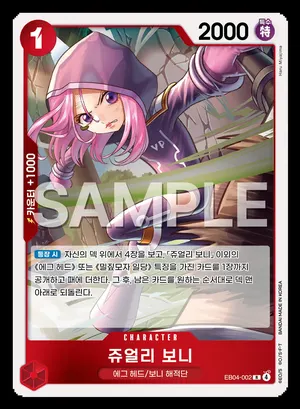 1
2000
특수
特
VP
카운터 +1000
SAMPLE
등장 시 자신의 덱 위에서 4장을 보고, 「쥬얼리 보니」 이외의
《에그 헤드》 또는 《밀짚모자 일당》 특징을 가진 카드를 1장까지
공개하고 패에 더한다. 그 후, 남은 카드를 원하는 순서대로 덱 맨
아래로 되돌린다.
CHARACTER
쥬얼리 보니
에그 헤드/보니 해적단
EB04-002 R 4